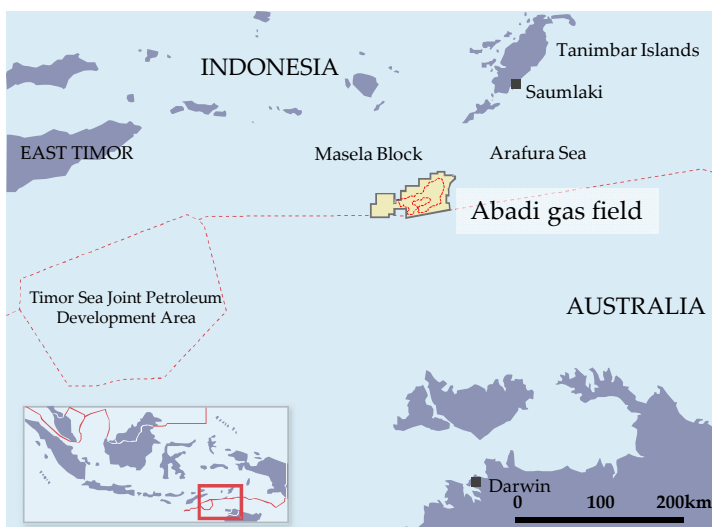 INDONESIA
Tanimbar Islands
Saumlaki
EAST TIMOR
Masela Block
Arafura Sea
Abadi gas field
Timor Sea Joint Petroleum
Development Area
AUSTRALIA
Darwin
0 100 200km